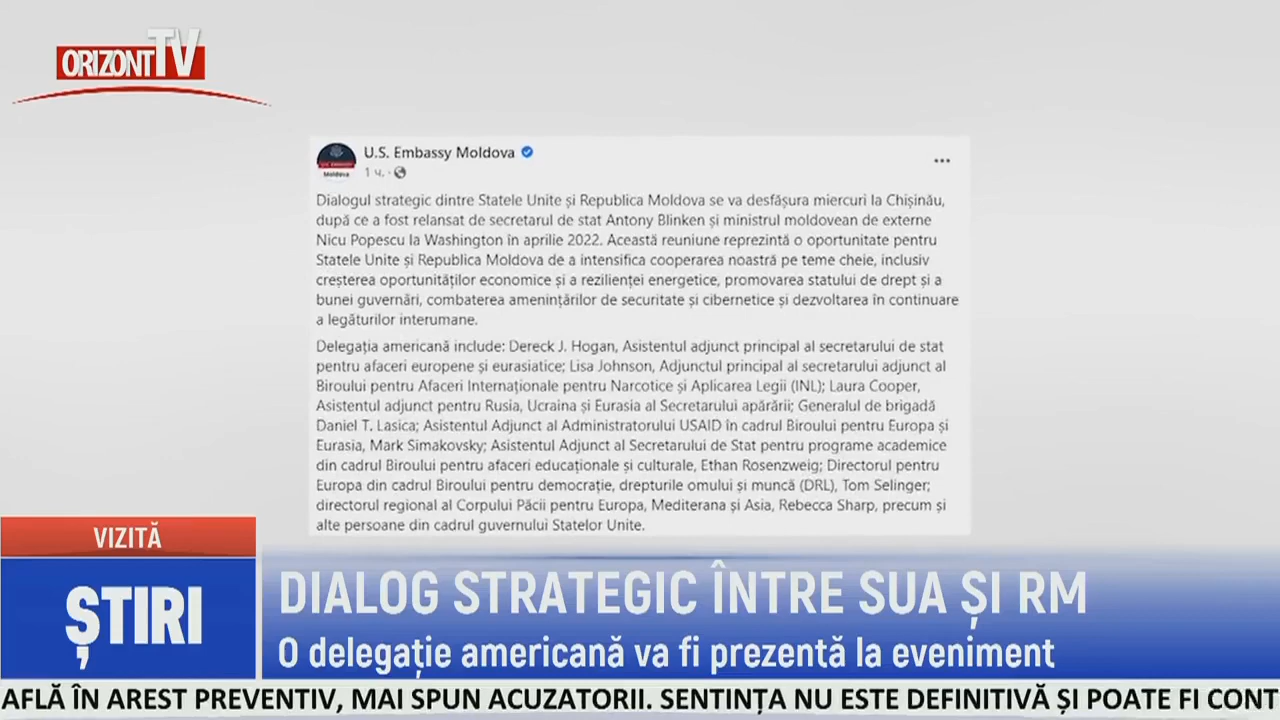 ORIZONT TV
U.S. Embassy Moldova
Moldova
1 ч.
Dialogul strategic dintre Statele Unite și Republica Moldova se va desfășura miercuri la Chișinău,
după ce a fost relansat de secretarul de stat Antony Blinken și ministrul moldovean de externe
Nicu Popescu la Washington în aprilie 2022. Această reuniune reprezintă o oportunitate pentru
Statele Unite și Republica Moldova de a intensifica cooperarea noastră pe teme cheie, inclusiv
creșterea oportunităților economice și a rezilienței energetice, promovarea statului de drept și a
bunei guvernări, combaterea amenințărilor de securitate și cibernetice și dezvoltarea în continuare
a legăturilor interumane.
Delegația americană include: Dereck J. Hogan, Asistentul adjunct principal al secretarului de stat
pentru afaceri europene și eurasiatice; Lisa Johnson, Adjunctul principal al secretarului adjunct al
Biroului pentru Afaceri Internaționale pentru Narcotice și Aplicarea Legii (INL); Laura Cooper,
Asistentul adjunct pentru Rusia, Ucraina și Eurasia al Secretarului apărării; Generalul de brigadă
Daniel T. Lasica; Asistentul Adjunct al Administratorului USAID în cadrul Biroului pentru Europa și
Eurasia, Mark Simakovsky; Asistentul Adjunct al Secretarului de Stat pentru programe academice
din cadrul Biroului pentru afaceri educaționale și culturale, Ethan Rosenzweig; Directorul pentru
Europa din cadrul Biroului pentru democrație, drepturile omului și muncă (DRL), Tom Selinger;
directorul regional al Corpului Păcii pentru Europa, Mediterana și Asia, Rebecca Sharp, precum și
alte persoane din cadrul guvernului Statelor Unite.
VIZITĂ
ȘTIRI
DIALOG STRATEGIC ÎNTRE SUA ȘI RM
O delegație americană va fi prezentă la eveniment
AFLĂ ÎN AREST PREVENTIV, MAI SPUN ACUZATORII. SENTINȚA NU ESTE DEFINITIVĂ ȘI POATE FI CONT